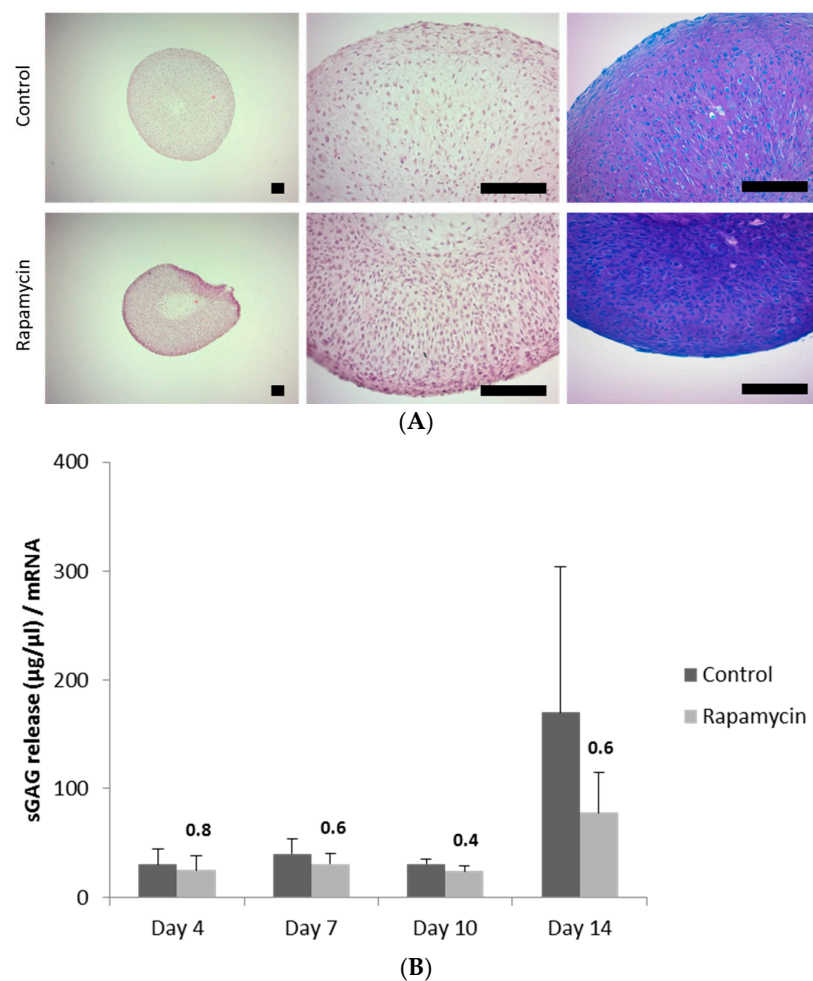 Control
Rapamycin
(A)
400
300
200
100
0
sGAG release (µg/µl) / mRNA
0.8
0.6
0.4
0.6
Control
Rapamycin
Day 4
Day 7
Day 10
Day 14
(B)